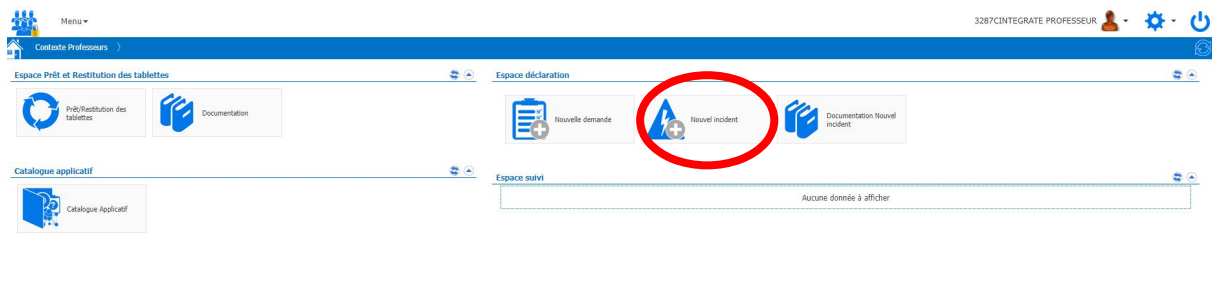 Menu
3287CINTEGRATE PROFESSEUR
Contexte Professeurs
Espace Prêt et Restitution des tablettes
Prêt/Restitution des
tablettes
Documentation
Espace déclaration
Nouvelle demande
Nouvel incident
Documentation Nouvel
incident
Catalogue applicatif
Catalogue Applicatif
Espace suivi
Aucune donnée à afficher